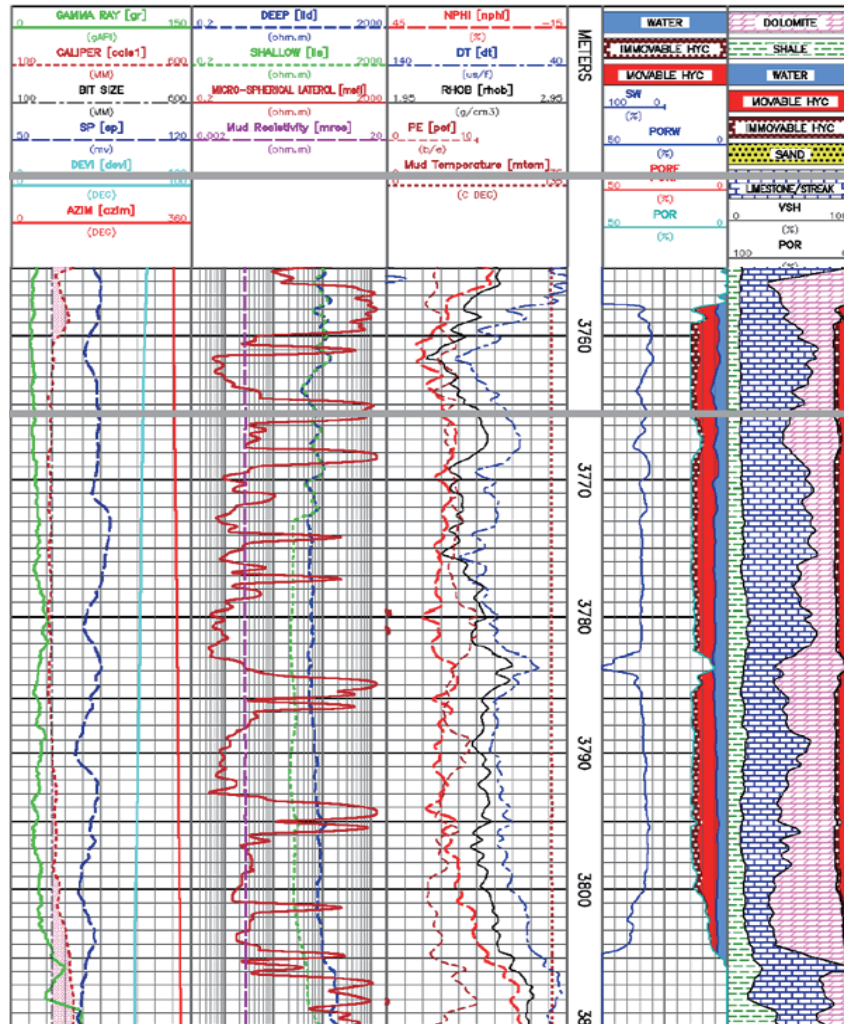 GAMMA RAY [gr]
0 150
(gAPI)
CALIPER [cals1]
100 600
(MM)
BIT SIZE
100 600
(MM)
SP [sp]
50 120
(mv)
DEVI [devi]
100
(DEG)
AZIM [azim]
0 360
(DEG)
DEEP [lld]
0.2 2000
(ohm.m)
SHALLOW [lls]
0.2 2000
(ohm.m)
MICRO-SPHERICAL LATEROL [msfl]
0.2 2000
(ohm.m)
Mud Resistivity [mres]
0.002 20
(ohm.m)
NPHI [nphi]
45 -15
(%)
DT [dt]
140 40
(us/f)
RHOB [rhob]
1.95 2.95
(g/cm3)
PE [pef]
0 10
(b/e)
Mud Temperature [mtem]
(C DEG)
METERS
3760
3770
3780
3790
3800
38
WATER
IMMOVABLE HYC
MOVABLE HYC
SW
100 0
(%)
PORW
50 0
(%)
PORF
50 0
(%)
POR
50 0
(%)
DOLOMITE
SHALE
WATER
MOVABLE HYC
IMMOVABLE HYC
SAND
LIMESTONE/STREAK
VSH
0 100
(%)
POR
100